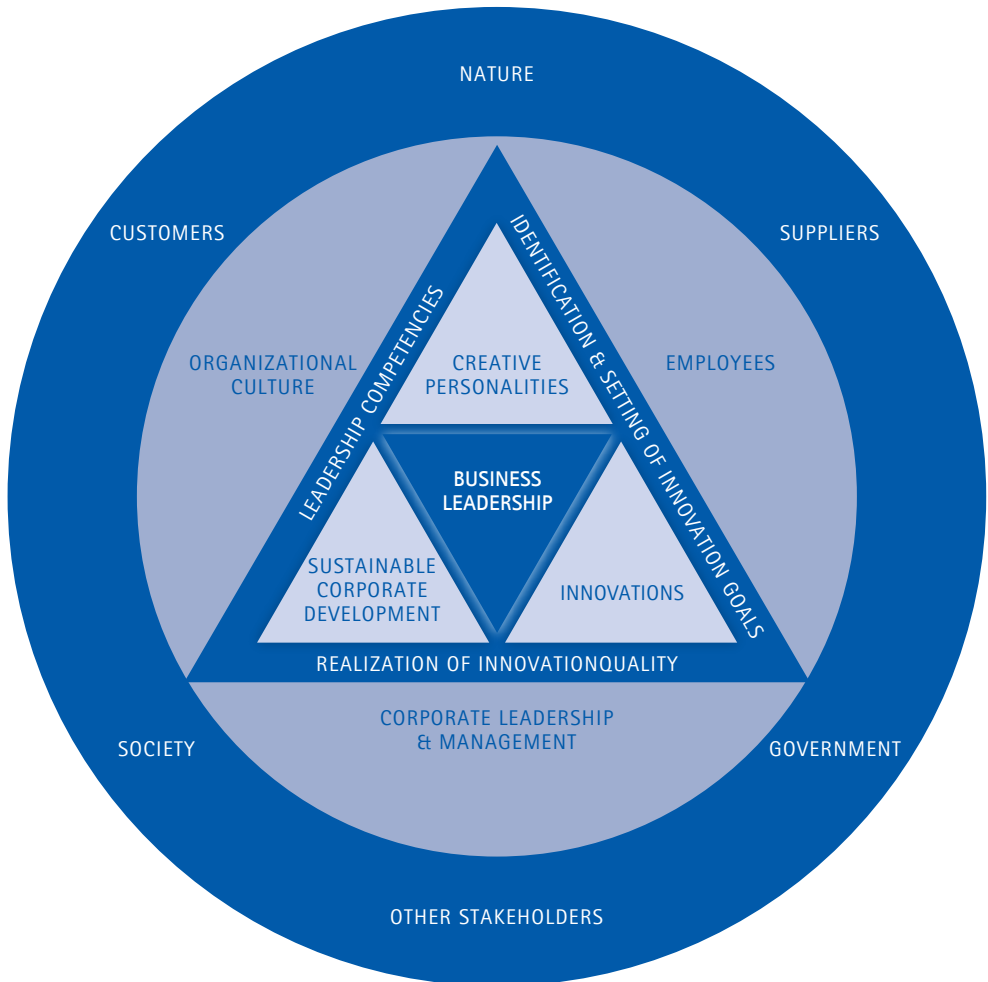 NATURE
CUSTOMERS
SUPPLIERS
IDENTIFICATION & SETTING OF INNOVATION GOALS
LEADERSHIP COMPETENCIES
ORGANIZATIONAL
CULTURE
CREATIVE
PERSONALITIES
EMPLOYEES
BUSINESS
LEADERSHIP
SUSTAINABLE
CORPORATE
DEVELOPMENT
INNOVATIONS
REALIZATION OF INNOVATIONQUALITY
CORPORATE LEADERSHIP
& MANAGEMENT
SOCIETY
GOVERNMENT
OTHER STAKEHOLDERS